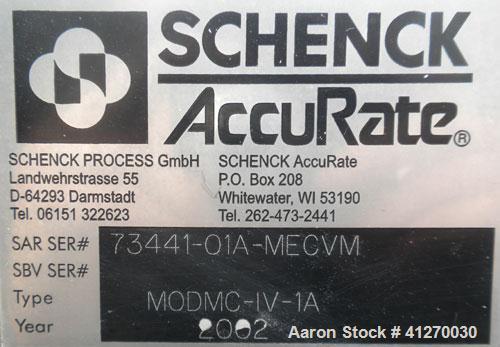 SCHENCK
AccuRate®
SCHENCK PROCESS GmbH
Landwehrstrasse 55
D-64293 Darmstadt
Tel. 06151 322623
SCHENCK AccuRate
P.O. Box 208
Whitewater, WI 53190
Tel. 262-473-2441
SAR SER# 73441-01A-MECVM
SBV SER#
Type MODMC-IV-1A
Year 2002
Aaron Stock # 41270030